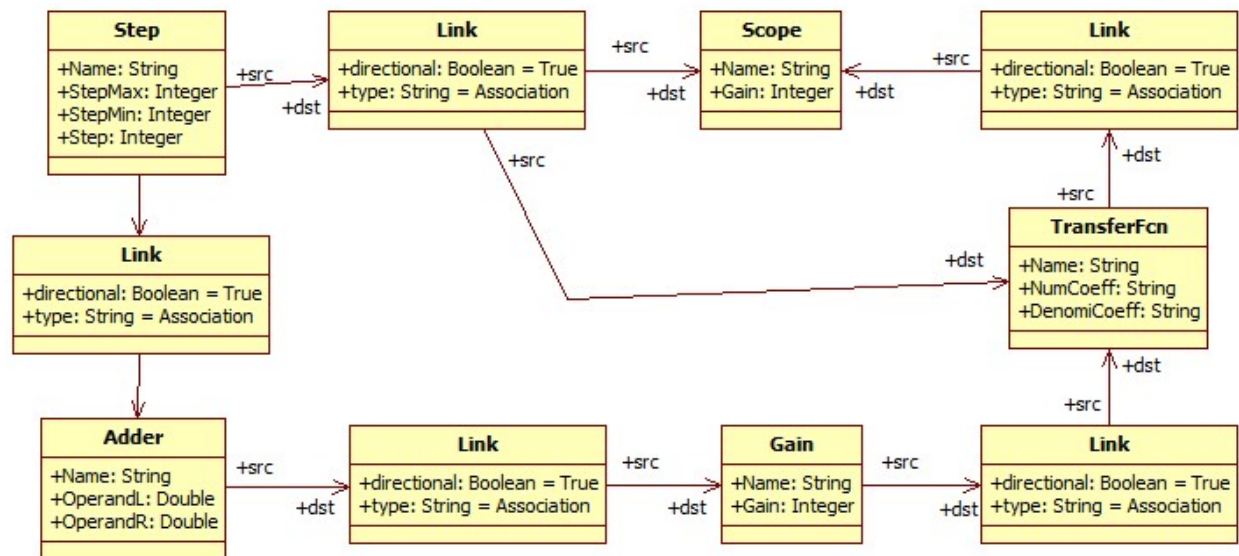 Step
+Name: String
+StepMax: Integer
+StepMin: Integer
+Step: Integer
+src
+dst
Link
+directional: Boolean = True
+type: String = Association
+src
+dst
Scope
+Name: String
+Gain: Integer
+src
+dst
Link
+directional: Boolean = True
+type: String = Association
+src
+dst
+dst
+src
TransferFcn
+Name: String
+NumCoeff: String
+DenomiCoeff: String
Link
+directional: Boolean = True
+type: String = Association
+dst
+src
Adder
+Name: String
+OperandL: Double
+OperandR: Double
+src
+dst
Link
+directional: Boolean = True
+type: String = Association
+src
+dst
Gain
+Name: String
+Gain: Integer
+src
+dst
Link
+directional: Boolean = True
+type: String = Association